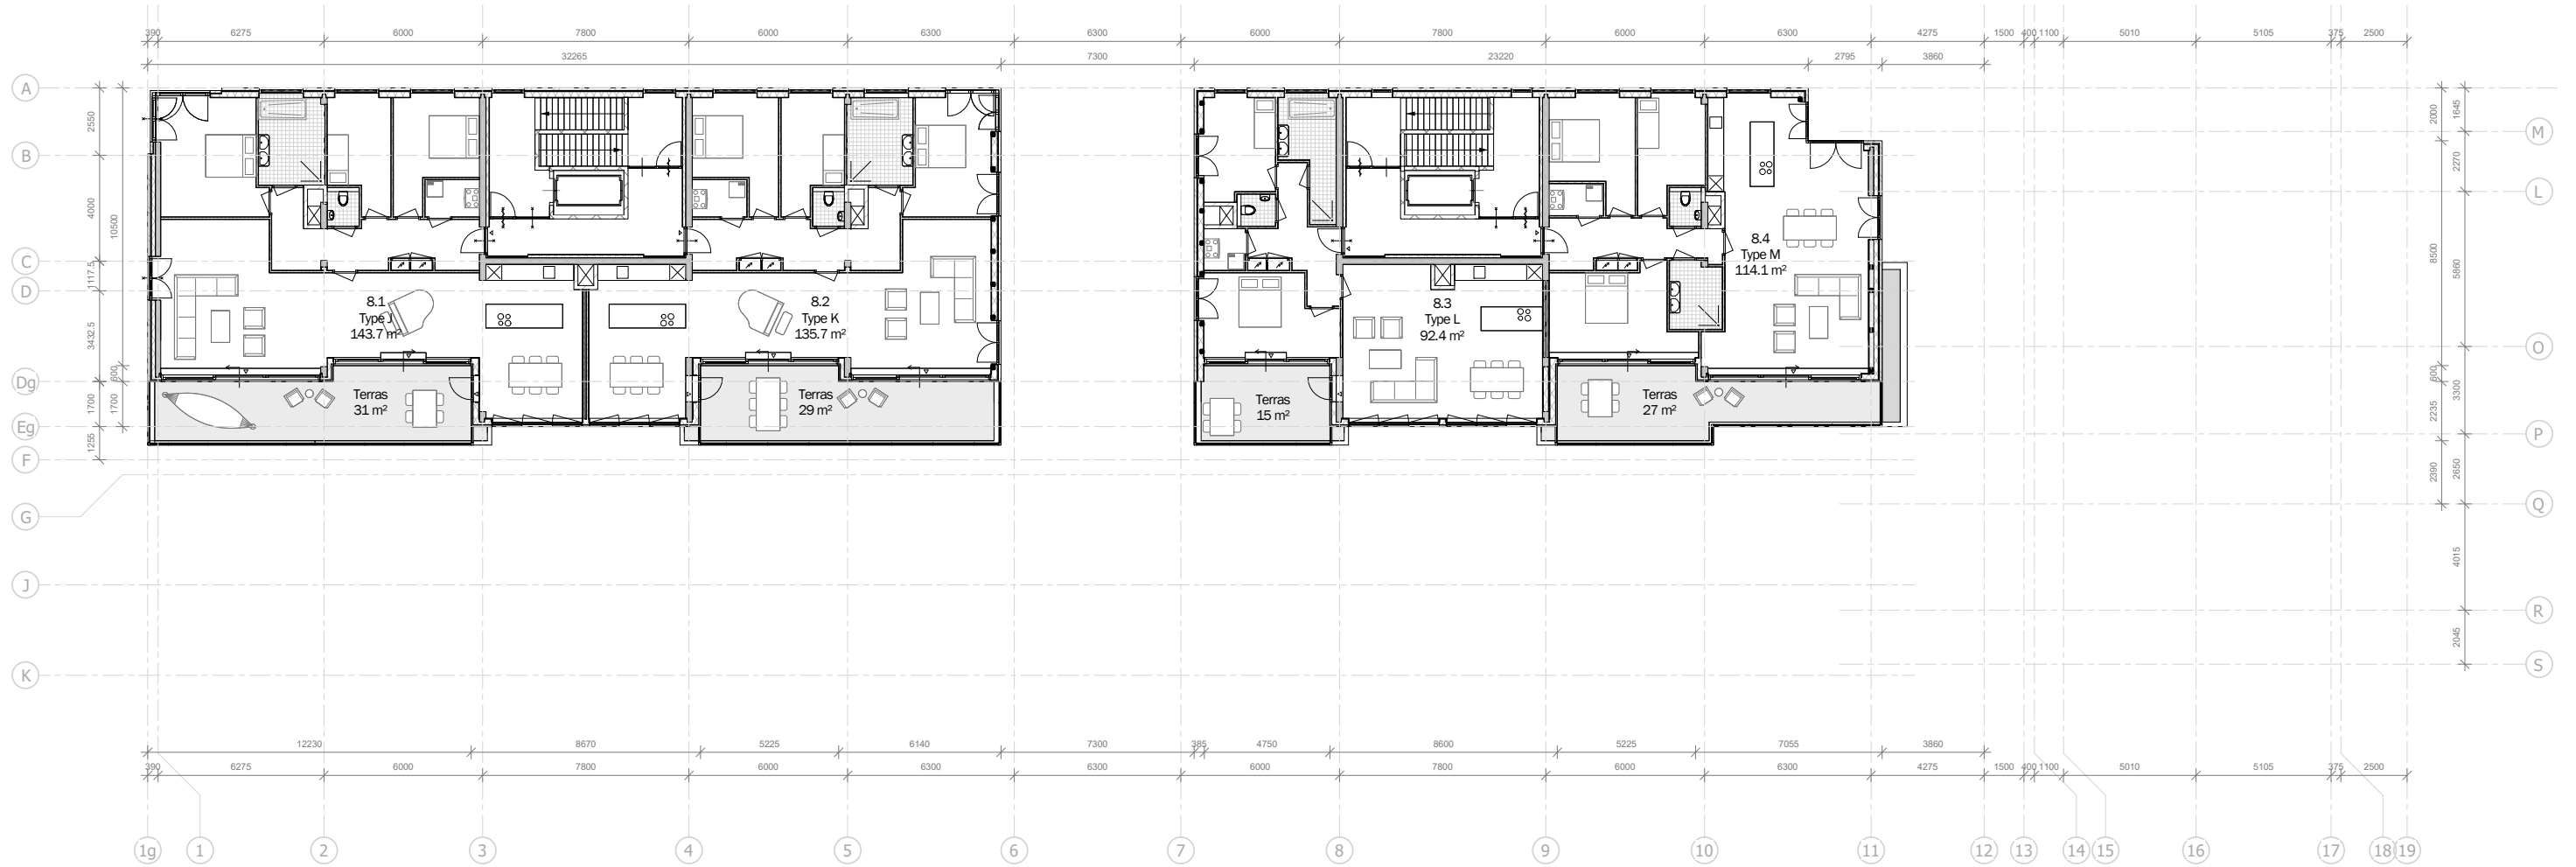 390 6275 6000 7800 6000 6300 6300 6000 7800 6000 6300 4275 1500 400 1100 5010 5105 375 2500
32265 7300 23220 2795 3860
A
B
C
D
Dg
Eg
F
G
J
K
2550
4000
1117.5
3432.5
1700
1255
10500
600
1700
8.1
Type J
143.7 m²
8.2
Type K
135.7 m²
8.3
Type L
92.4 m²
8.4
Type M
114.1 m²
Terras
31 m²
Terras
29 m²
Terras
15 m²
Terras
27 m²
2000
8500
600
2235
2390
1645
2270
5860
3300
2650
4015
2045
M
L
O
P
Q
R
S
12230 8670 5225 6140 7300 385 4750 8600 5225 7055 3860
390 6275 6000 7800 6000 6300 6300 6000 7800 6000 6300 4275 1500 400 1100 5010 5105 375 2500
1g 1 2 3 4 5 6 7 8 9 10 11 12 13 14 15 16 17 18 19